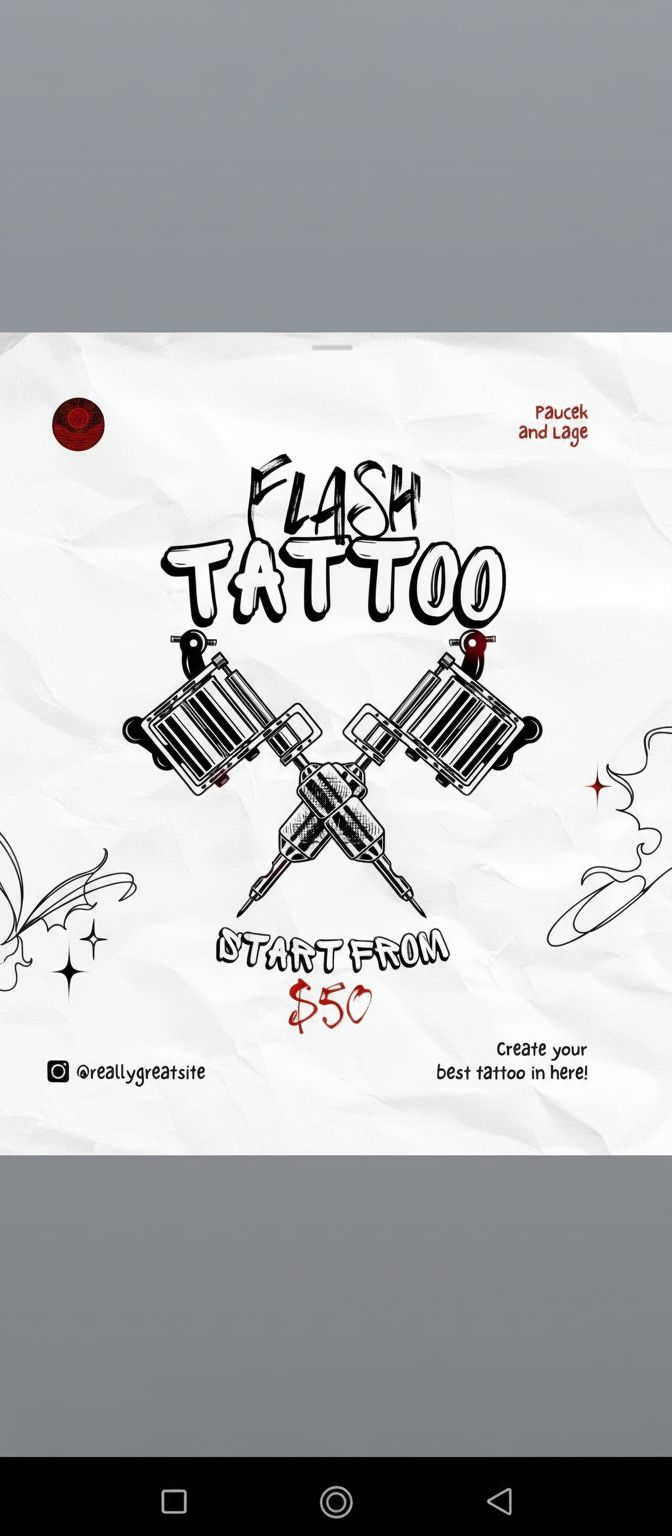 Paucek
and Lage
FLASH
TATTOO
START FROM
$50
@reallygreatsite
Create your
best tattoo in here!